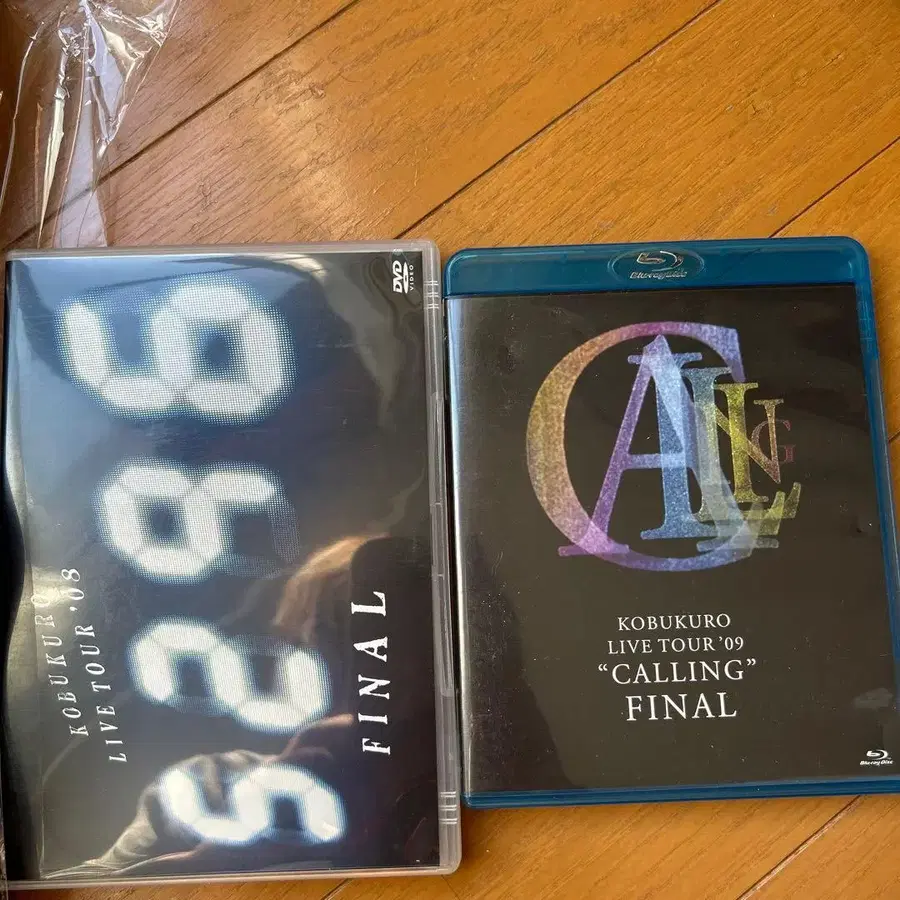 KOBUKURO
LIVE TOUR '08
5296
FINAL
DVD
VIDEO
Blu-ray Disc
CALLING
KOBUKURO
LIVE TOUR ’09
“CALLING”
FINAL
Blu-ray Disc